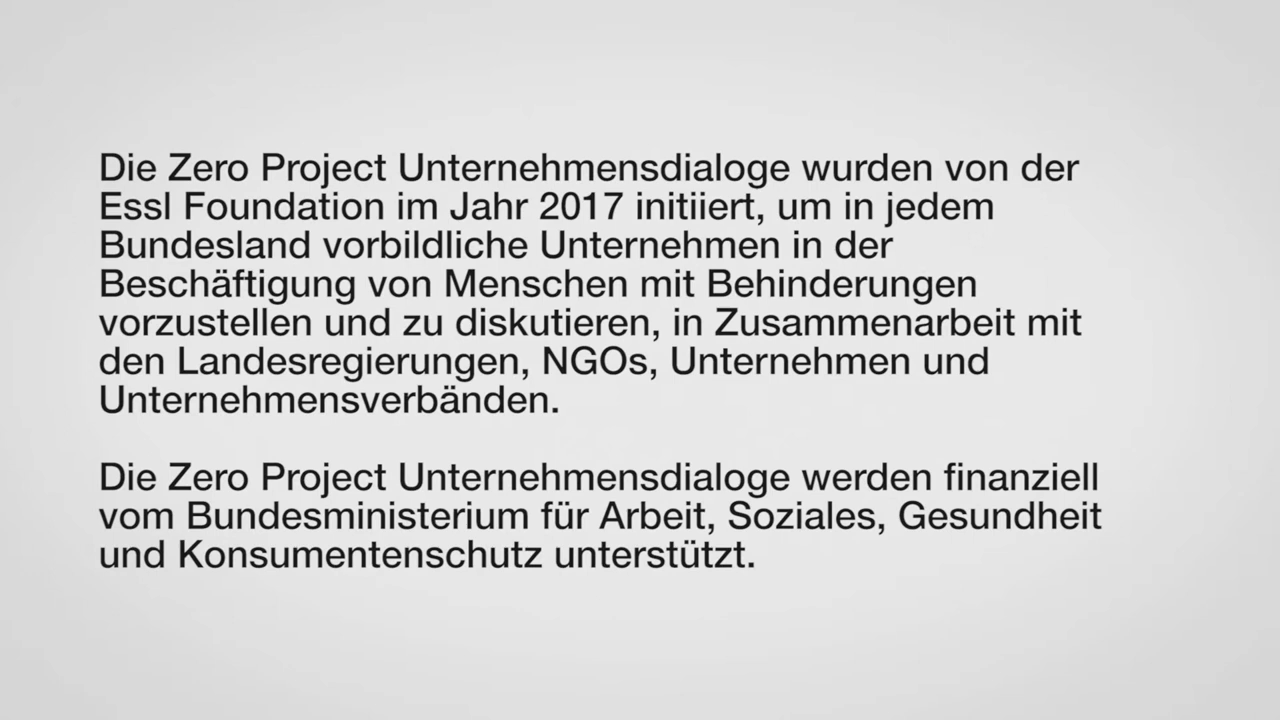 Die Zero Project Unternehmensdialoge wurden von der
Essl Foundation im Jahr 2017 initiiert, um in jedem
Bundesland vorbildliche Unternehmen in der
Beschäftigung von Menschen mit Behinderungen
vorzustellen und zu diskutieren, in Zusammenarbeit mit
den Landesregierungen, NGOs, Unternehmen und
Unternehmensverbänden.
Die Zero Project Unternehmensdialoge werden finanziell
vom Bundesministerium für Arbeit, Soziales, Gesundheit
und Konsumentenschutz unterstützt.